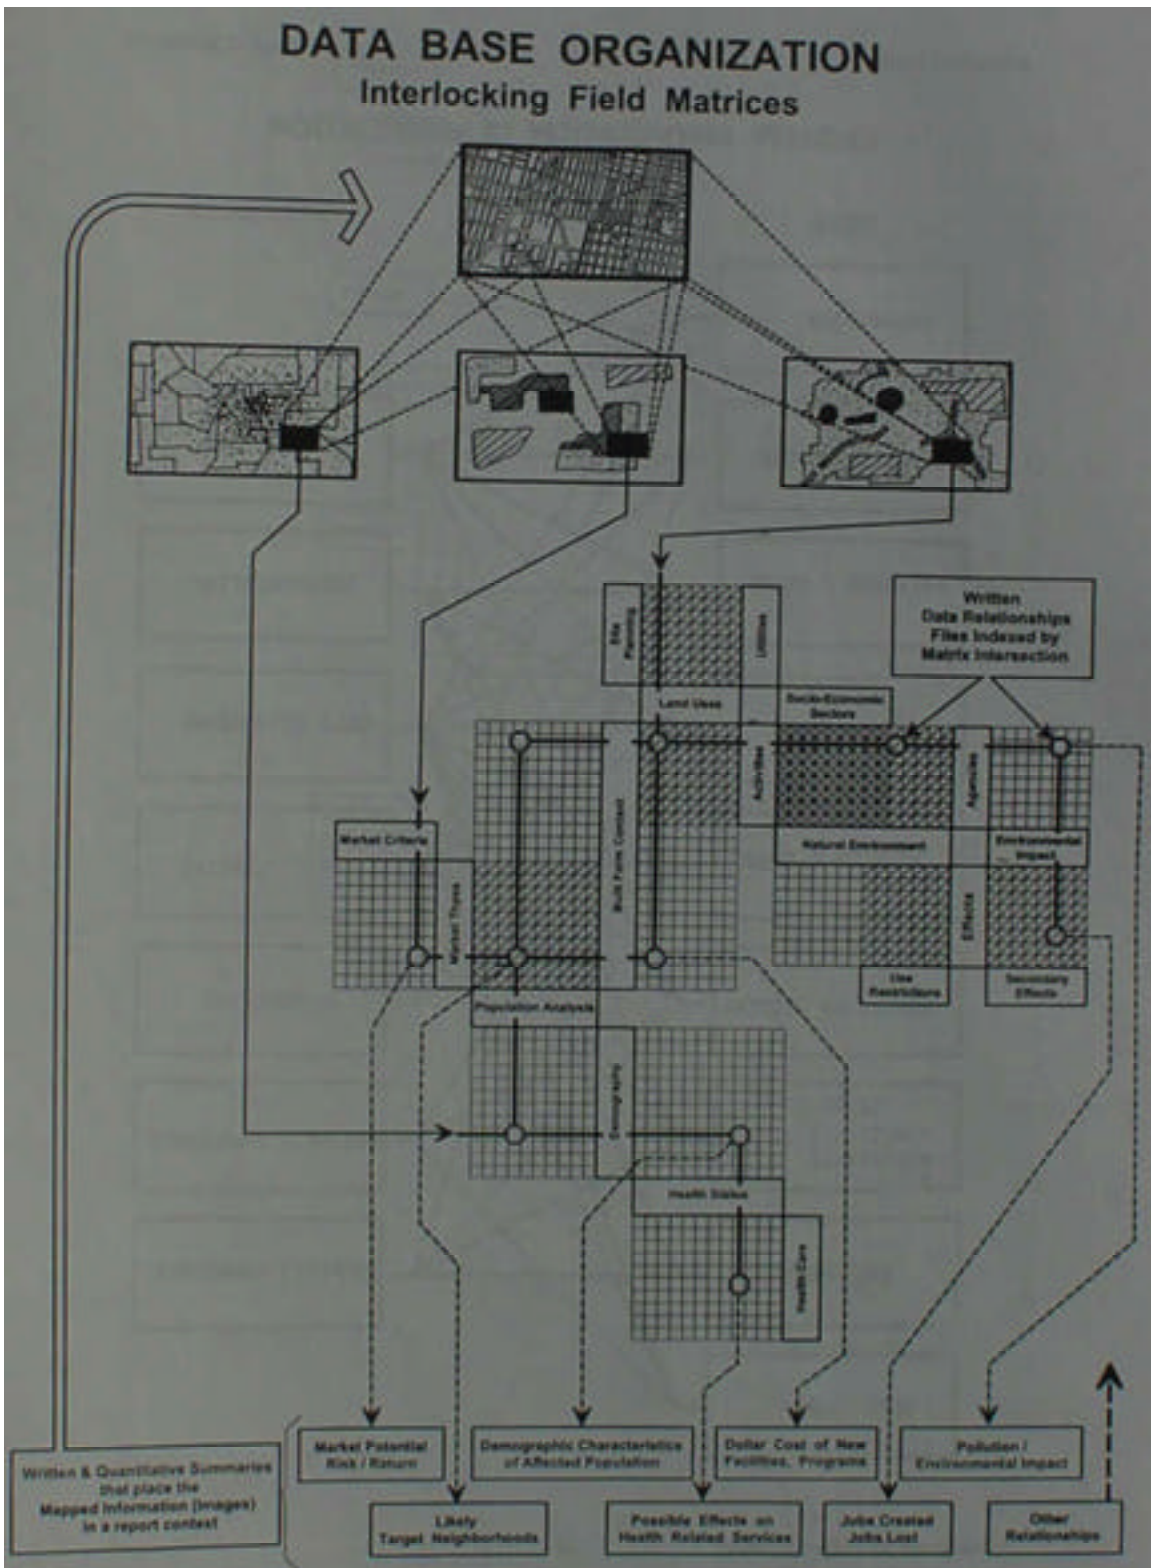 DATA BASE ORGANIZATION
Interlocking Field Matrices
Written
Data Relationships
Files Indexed by
Matrix Intersection
Site
Utilities
Land Uses
Socio-Economic
Sectors
Activities
Agencies
Built Form Context
Market Criteria
Natural Environment
Environmental
Impact
Market Types
Effects
Use
Restrictions
Secondary
Effects
Population Analysis
Demography
Health Status
Health Care
Market Potential
Risk / Return
Demographic Characteristics
of Affected Population
Dollar Cost of New
Facilities, Programs
Pollution /
Environmental Impact
Written & Quantitative Summaries
that place the
Mapped Information (Images)
in a report context
Likely
Target Neighborhoods
Possible Effects on
Health Related Services
Jobs Created
Jobs Lost
Other
Relationships